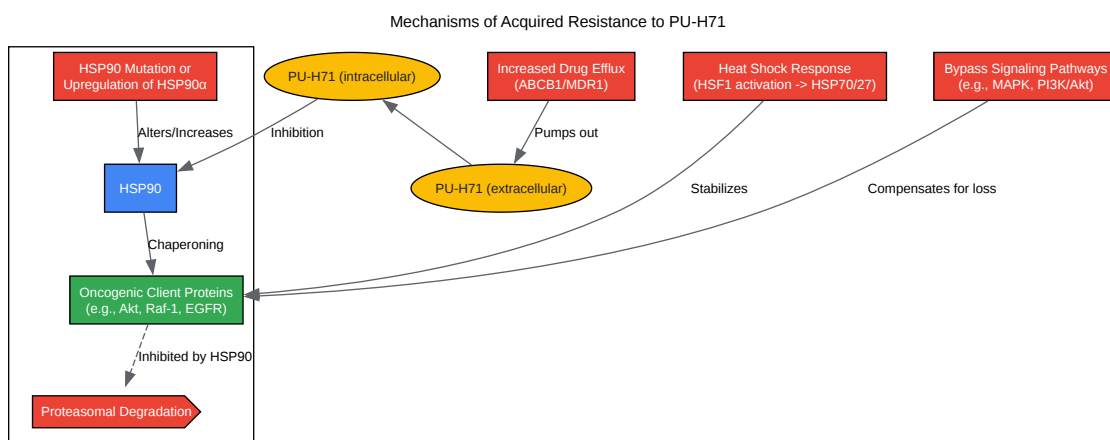 Mechanisms of Acquired Resistance to PU-H71
HSP90 Mutation or
Upregulation of HSP90α
PU-H71 (intracellular)
Increased Drug Efflux
(ABCB1/MDR1)
Heat Shock Response
(HSF1 activation -> HSP70/27)
Bypass Signaling Pathways
(e.g., MAPK, PI3K/Akt)
Alters/Increases
Inhibition
Pumps out
HSP90
PU-H71 (extracellular)
Stabilizes
Compensates for loss
Chaperoning
Oncogenic Client Proteins
(e.g., Akt, Raf-1, EGFR)
Inhibited by HSP90
Proteasomal Degradation